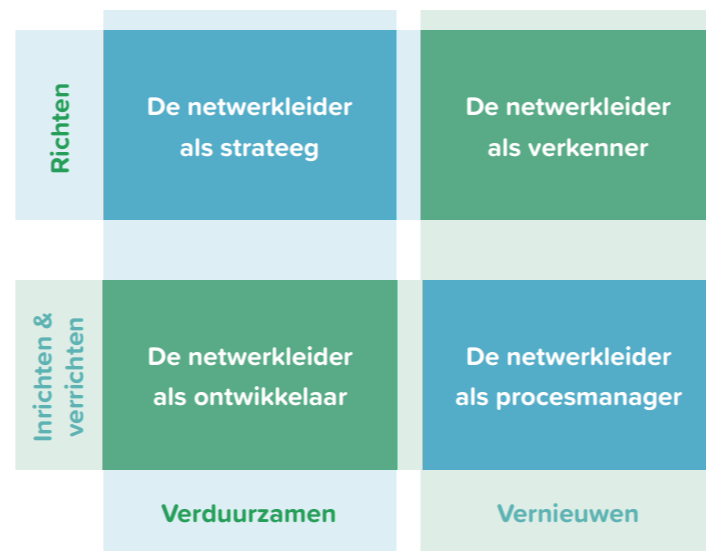 Richten
De netwerkleider
als strateeg
De netwerkleider
als verkenner
Inrichten &
verrichten
De netwerkleider
als ontwikkelaar
De netwerkleider
als procesmanager
Verduurzamen
Vernieuwen